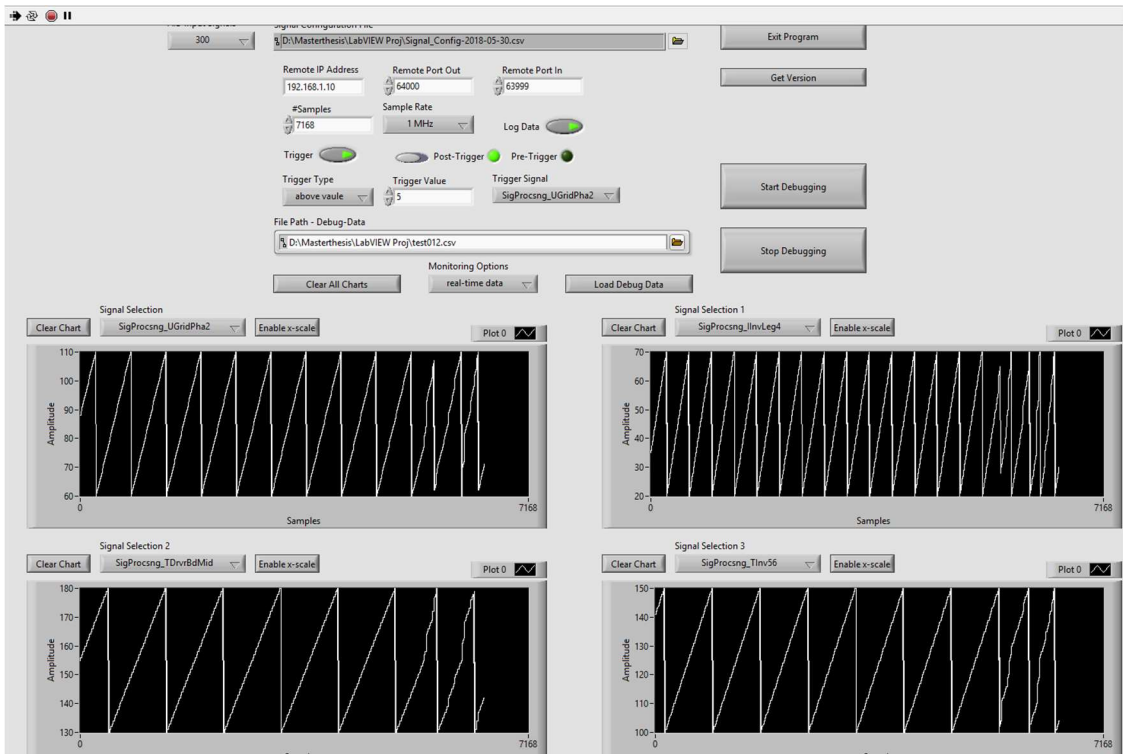 300
D:\Masterthesis\LabVIEW Proj\Signal_Config-2018-05-30.csv
Exit Program
Remote IP Address
Remote Port Out
Remote Port In
192.168.1.10
64000
63999
Get Version
#Samples
Sample Rate
7168
1 MHz
Log Data
Trigger
Post-Trigger
Pre-Trigger
Trigger Type
Trigger Value
Trigger Signal
above vaule
5
SigProcsng_UGridPha2
Start Debugging
File Path - Debug-Data
D:\Masterthesis\LabVIEW Proj\test012.csv
Stop Debugging
Monitoring Options
Clear All Charts
real-time data
Load Debug Data
Signal Selection
Clear Chart
SigProcsng_UGridPha2
Enable x-scale
Plot 0
110
100
90
80
70
60
Amplitude
0
7168
Samples
Signal Selection 1
Clear Chart
SigProcsng_IInvLeg4
Enable x-scale
Plot 0
70
60
50
40
30
20
Amplitude
0
7168
Samples
Signal Selection 2
Clear Chart
SigProcsng_TDrvrBdMid
Enable x-scale
Plot 0
180
170
160
150
140
130
Amplitude
0
7168
Signal Selection 3
Clear Chart
SigProcsng_TInv56
Enable x-scale
Plot 0
150
140
130
120
110
100
Amplitude
0
7168